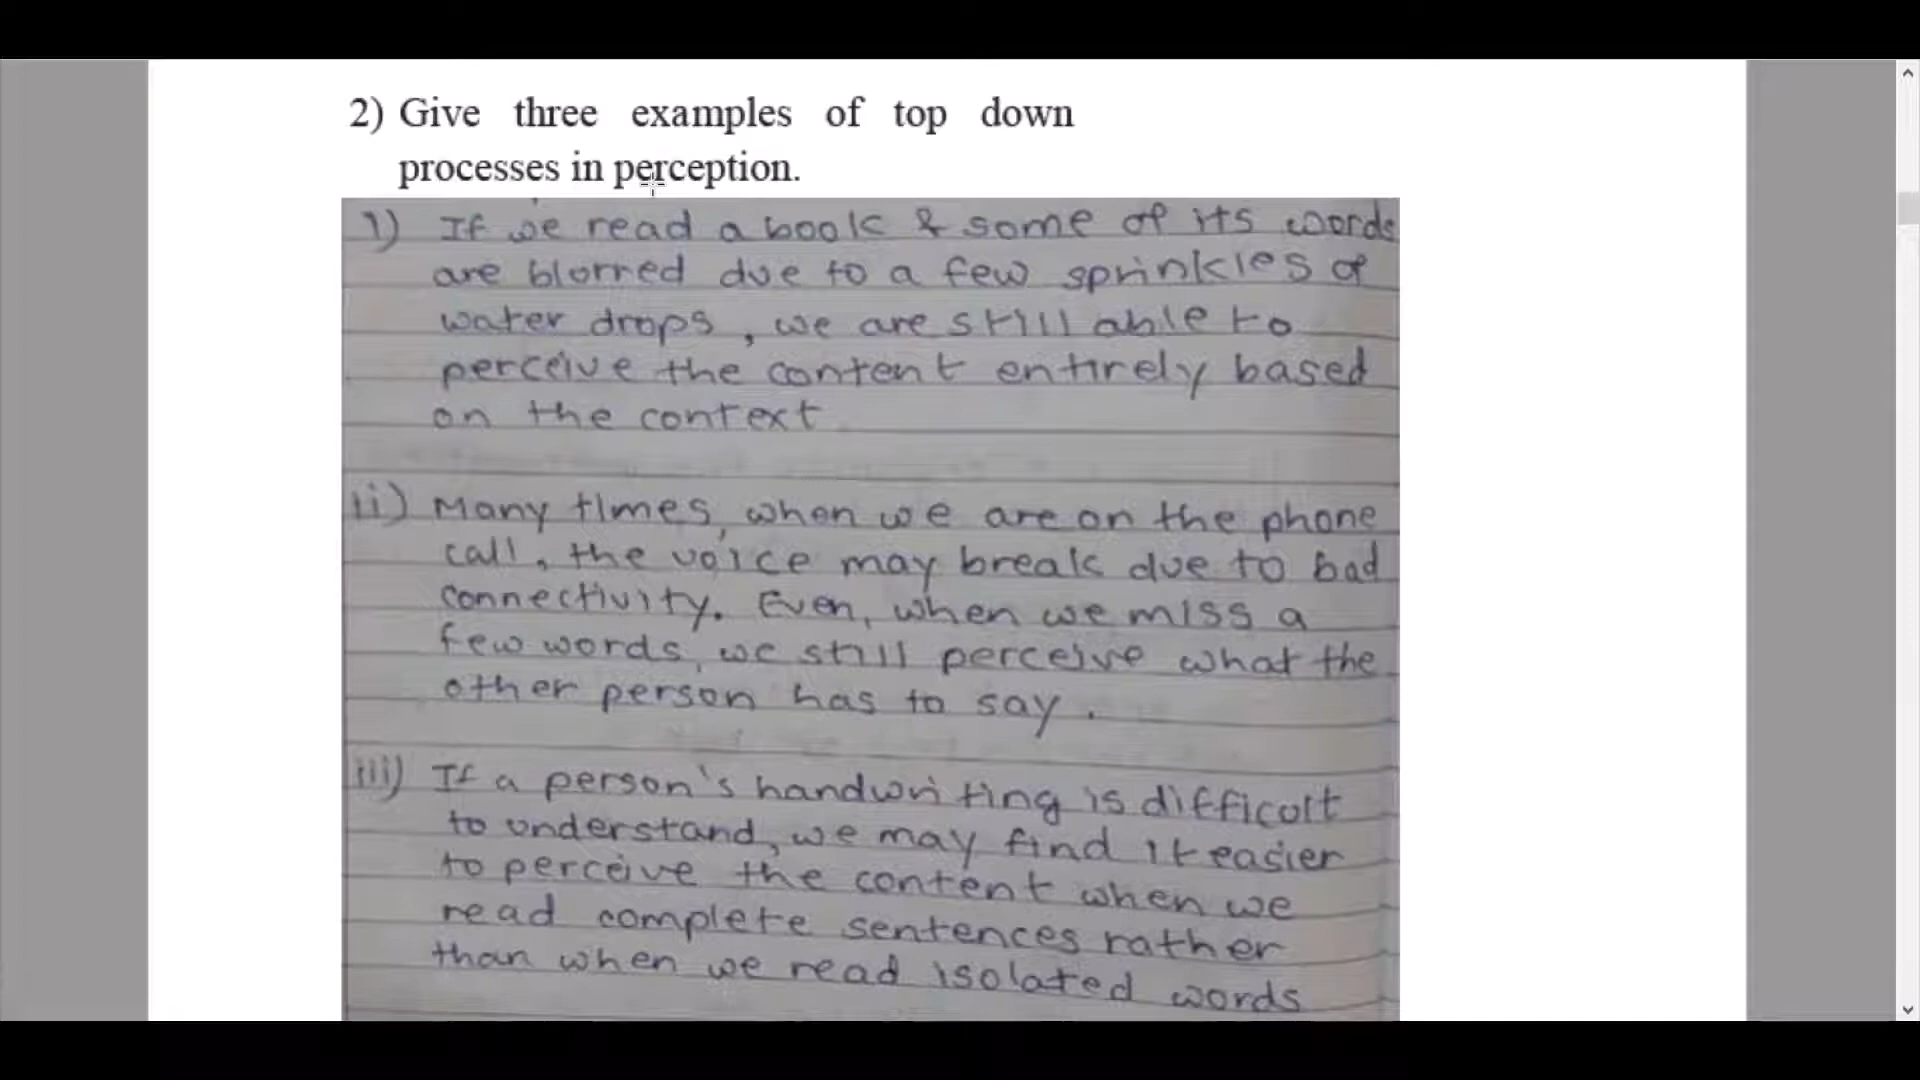 2) Give three examples of top down
processes in perception.
1) If we read a book & some of its words
are blorred due to a few sprinkles of
water drops, we are still able to
perceive the content entirely based
on the context
ii) Many times, when we are on the phone
call, the voice may break due to bad
connectivity. Even, when we miss a
few words, we still perceive what the
other person has to say.
iii) If a person's handwriting is difficult
to understand, we may find it easier
to perceive the content when we
read complete sentences rather
than when we read isolated words